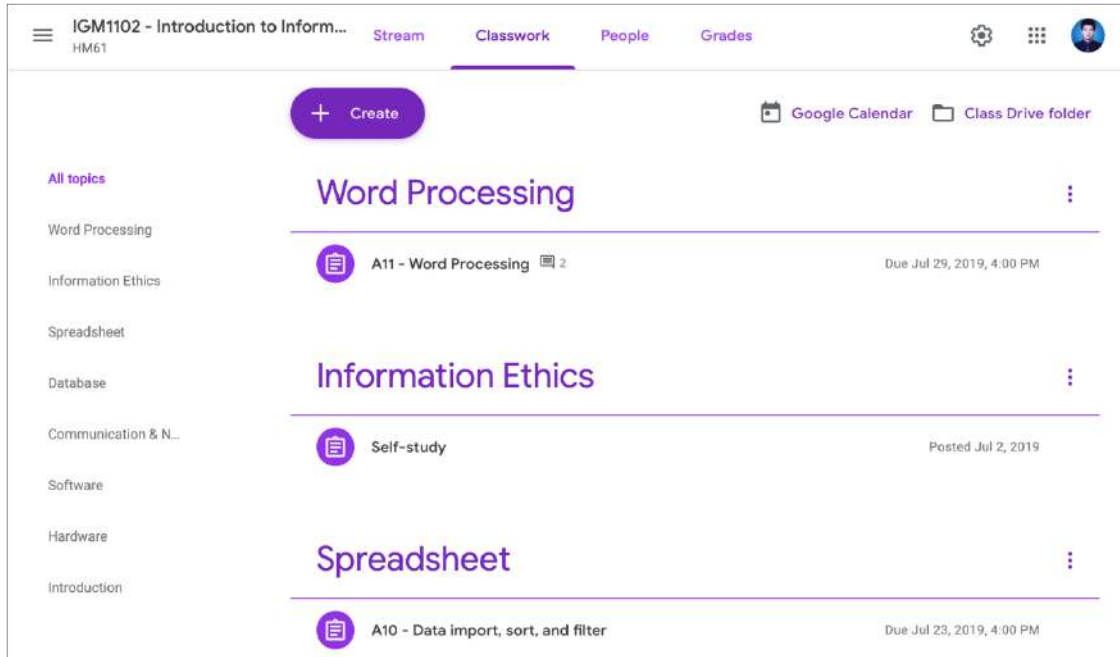 IGM1102 - Introduction to Inform...
HM61
Stream
Classwork
People
Grades
Create
Google Calendar
Class Drive folder
All topics
Word Processing
Information Ethics
Spreadsheet
Database
Communication & N...
Software
Hardware
Introduction
Word Processing
A11 - Word Processing 2
Due Jul 29, 2019, 4:00 PM
Information Ethics
Self-study
Posted Jul 2, 2019
Spreadsheet
A10 - Data import, sort, and filter
Due Jul 23, 2019, 4:00 PM